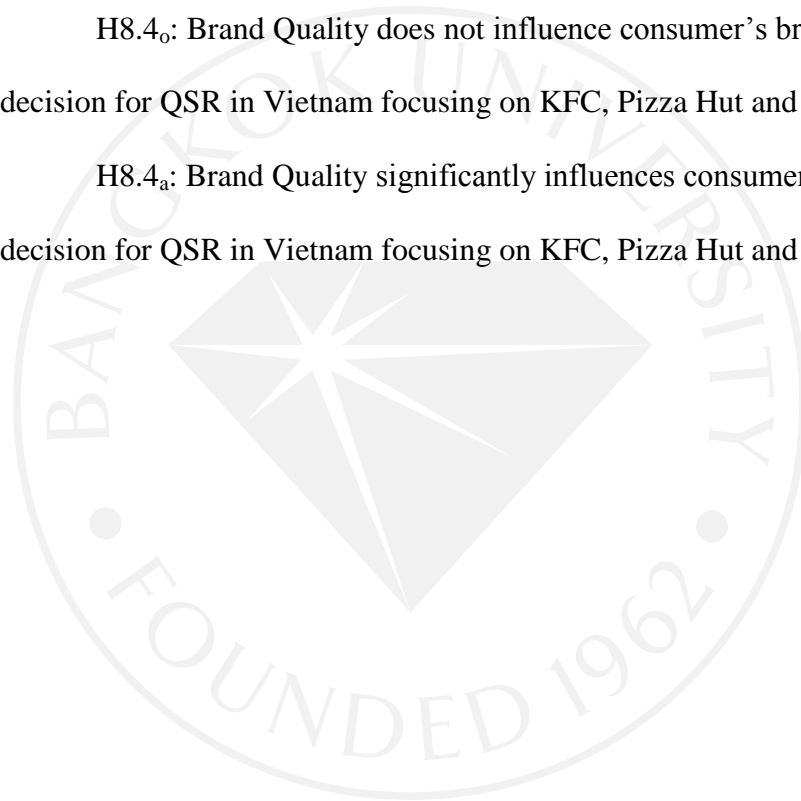 H8.4ₒ: Brand Quality does not influence consumer’s br
decision for QSR in Vietnam focusing on KFC, Pizza Hut and
H8.4ₐ: Brand Quality significantly influences consumer
decision for QSR in Vietnam focusing on KFC, Pizza Hut and
BANGKOK UNIVERSITY
• FOUNDED 1962 •